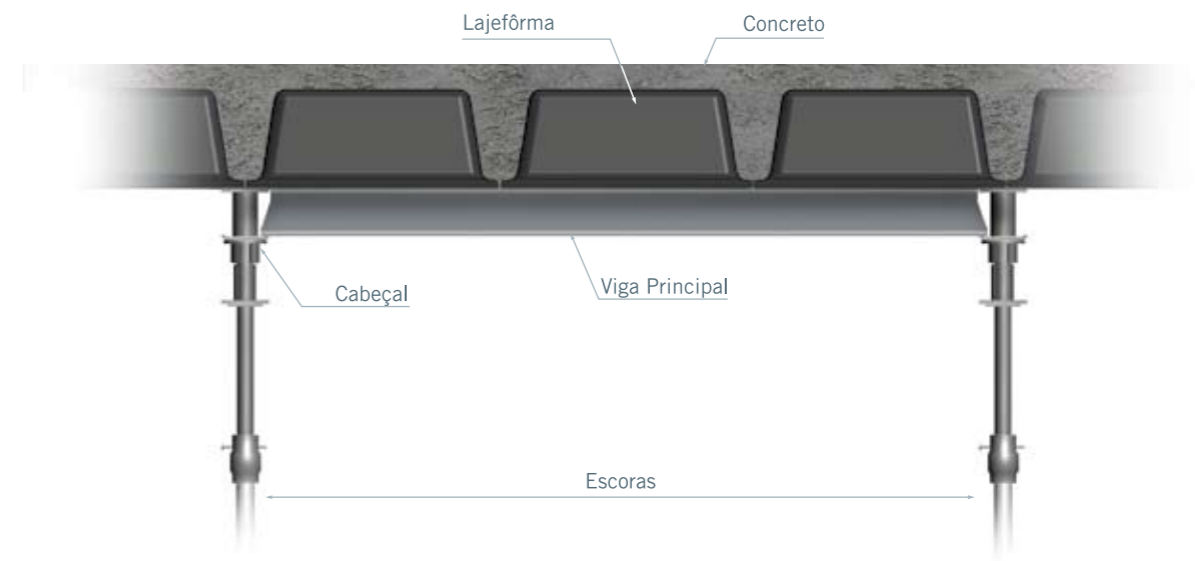 Lajefôrma
Concreto
Cabeçal
Viga Principal
Escoras